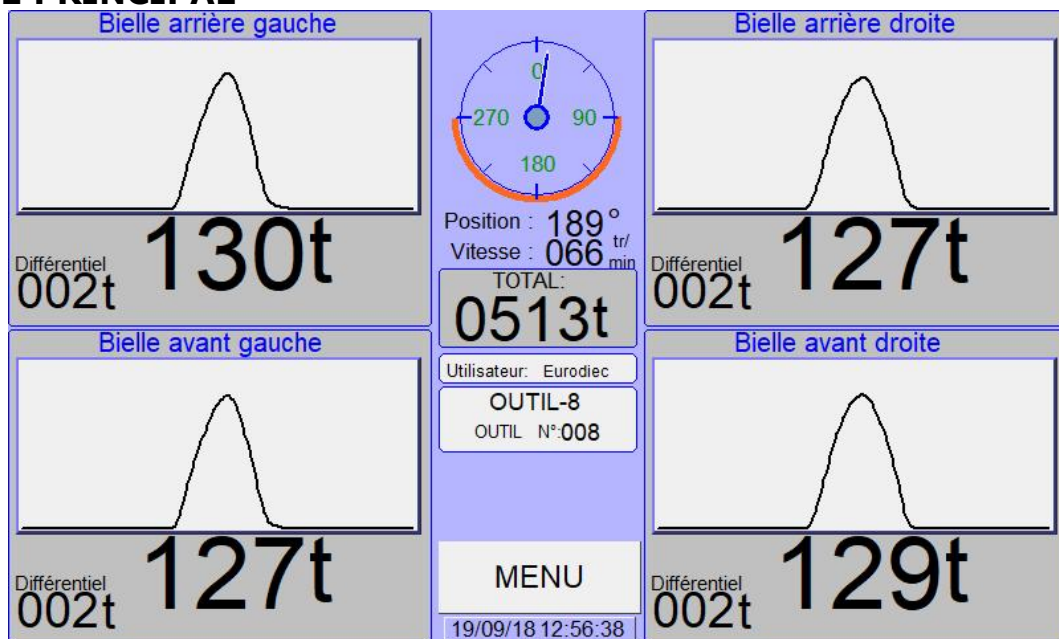 Bielle arrière gauche
Différentiel
002t
130t
0
90
180
270
Position : 189°
Vitesse : 066 tr/min
TOTAL:
0513t
Utilisateur: Eurodiec
OUTIL-8
OUTIL N°:008
MENU
19/09/18 12:56:38
Bielle arrière droite
Différentiel
002t
127t
Bielle avant gauche
Différentiel
002t
127t
Bielle avant droite
Différentiel
002t
129t